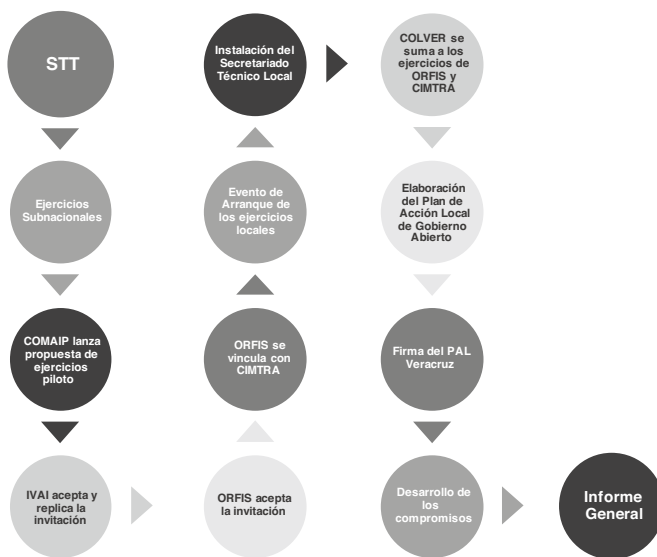 STT
Ejercicios
Subnacionales
COMAIP lanza
propuesta de
ejercicios
piloto
IVAI acepta y
replica la
invitación
ORFIS acepta
la invitación
ORFIS se
vincula con
CIMTRA
Evento de
Arranque de
los ejercicios
locales
Instalación del
Secretariado
Técnico Local
COLVER se
suma a los
ejercicios de
ORFIS y
CIMTRA
Elaboración
del Plan de
Acción Local
de Gobierno
Abierto
Firma del PAL
Veracruz
Desarrollo de
los
compromisos
Informe
General